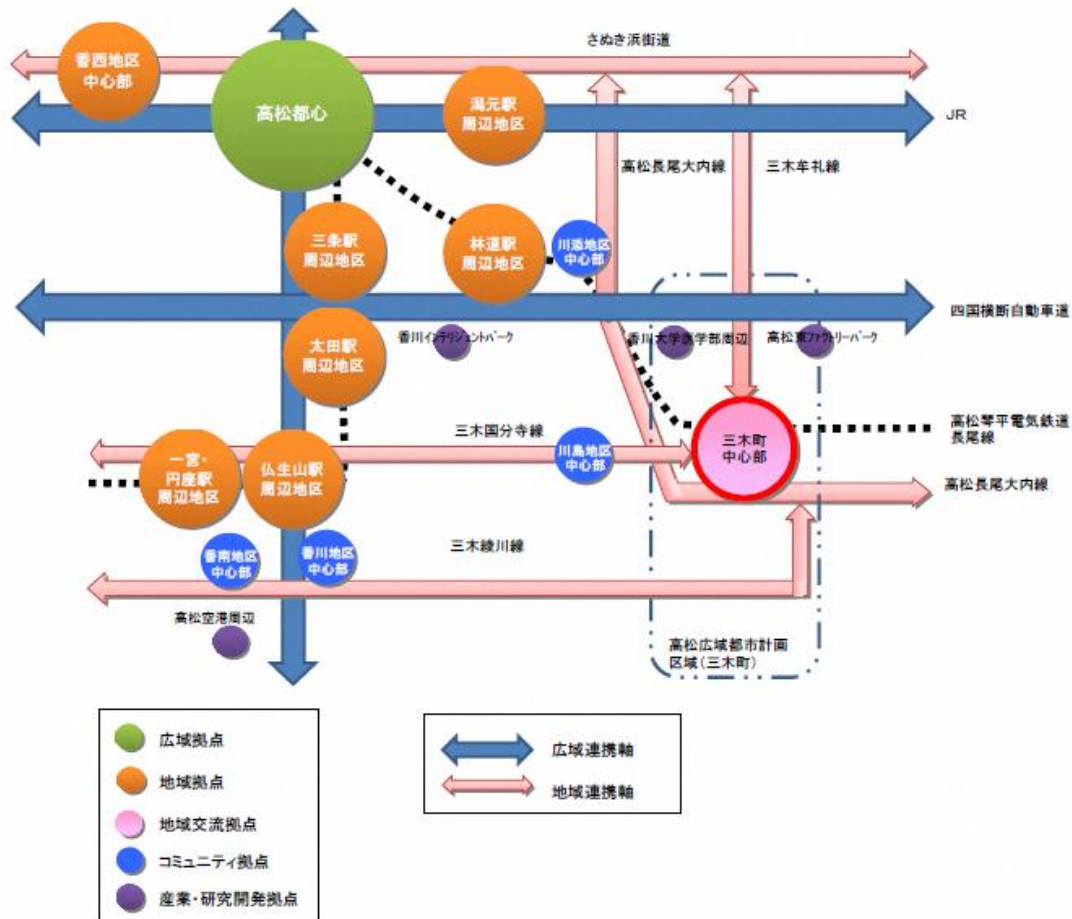 さぬき浜街道
香西地区
中心部
高松都心
潟元駅
周辺地区
JR
高松長尾大内線
三木牟礼線
三条駅
周辺地区
林道駅
周辺地区
川添地区
中心部
四国横断自動車道
太田駅
周辺地区
香川インテリジェントパーク
香川大学医学部周辺
高松東ファクトリーパーク
三木国分寺線
三木町
中心部
高松琴平電気鉄道
長尾線
一宮・
円座駅
周辺地区
仏生山駅
周辺地区
川島地区
中心部
高松長尾大内線
香南地区
中心部
香川地区
中心部
三木綾川線
高松空港周辺
高松広域都市計画
区域(三木町)
広域拠点
地域拠点
地域交流拠点
コミュニティ拠点
産業・研究開発拠点
広域連携軸
地域連携軸